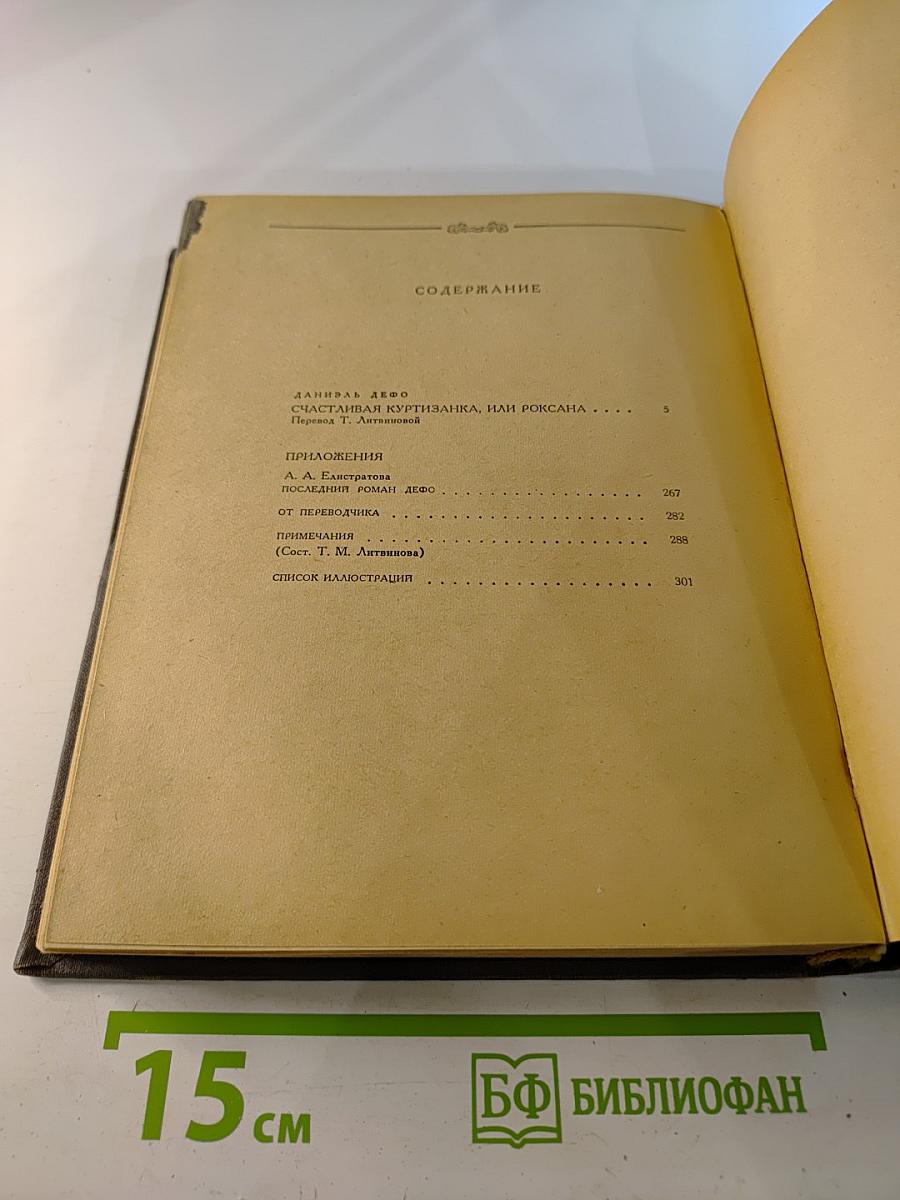 СОДЕРЖАНИЕ
ДАНИЭЛЬ ДЕФО
СЧАСТЛИВАЯ КУРТИЗАНКА, ИЛИ РОКСАНА . . . . 5
Перевод Т. Литвиновой
ПРИЛОЖЕНИЯ
А. А. Елистратова
ПОСЛЕДНИЙ РОМАН ДЕФО . . . . . . . . . . . . . . . . . 267
ОТ ПЕРЕВОДЧИКА . . . . . . . . . . . . . . . . . . . . . 282
ПРИМЕЧАНИЯ . . . . . . . . . . . . . . . . . . . . . . . 288
(Сост. Т. М. Литвинова)
СПИСОК ИЛЛЮСТРАЦИЙ . . . . . . . . . . . . . . . . . . 301
15 см
БФ БИБЛИОФАН